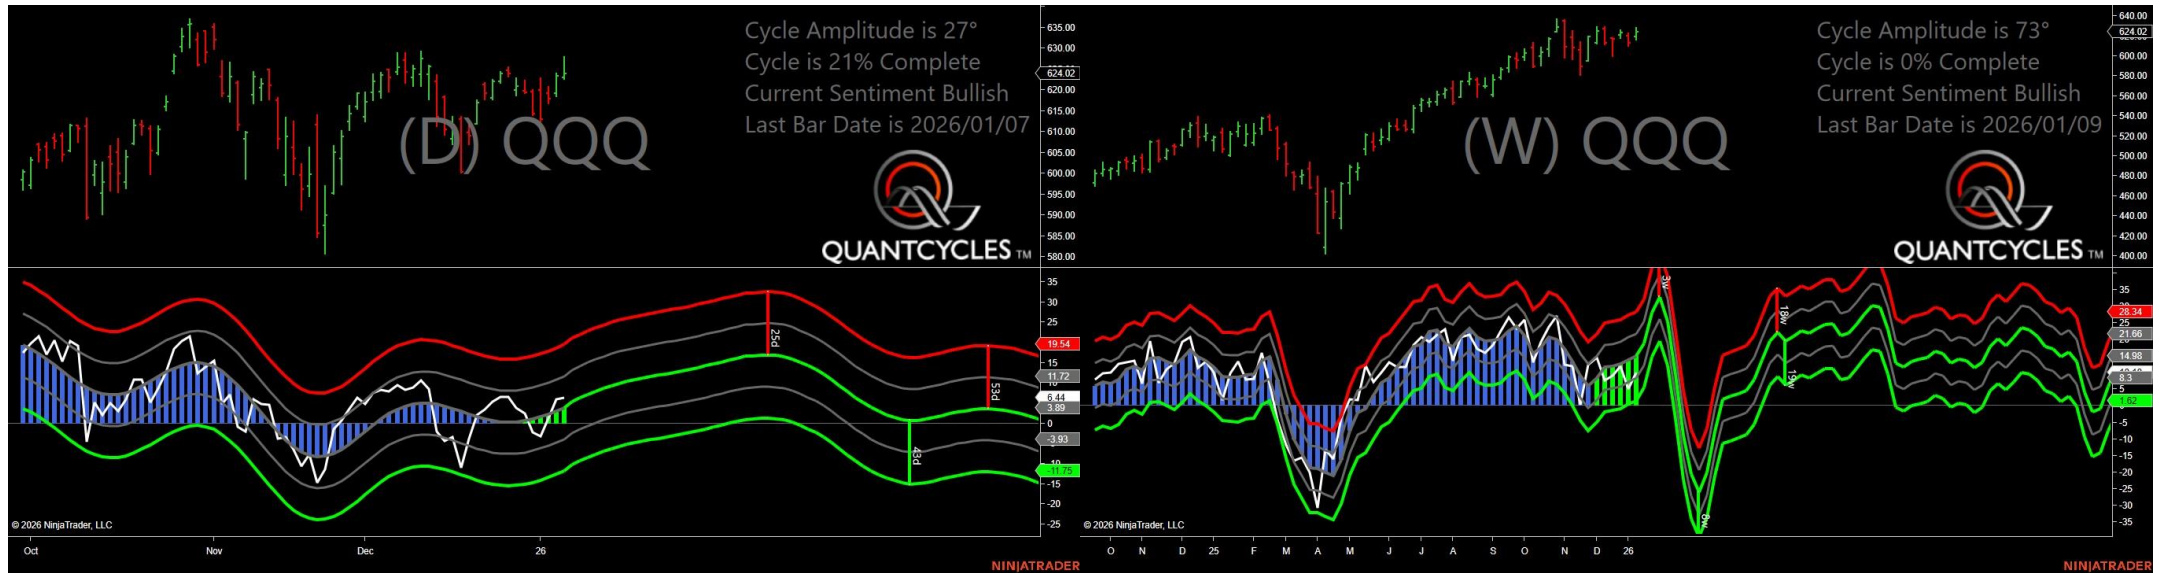 Cycle Amplitude is 27°
Cycle is 21% Complete
Current Sentiment Bullish
Last Bar Date is 2026/01/07
(D) QQQ
QUANTCYCLES TM
635.00
630.00
624.02
620.00
615.00
610.00
605.00
600.00
595.00
590.00
585.00
580.00
35
30
25
19.54
15
11.72
6.44
3.89
0
-3.93
-11.75
-15
-20
-25
25d
43d
53d
© 2026 NinjaTrader, LLC
Oct
Nov
Dec
26
NINJATRADER
Cycle Amplitude is 73°
Cycle is 0% Complete
Current Sentiment Bullish
Last Bar Date is 2026/01/09
(W) QQQ
QUANTCYCLES TM
640.00
624.02
600.00
580.00
560.00
540.00
520.00
500.00
480.00
460.00
440.00
420.00
400.00
35
28.34
25
21.66
14.98
8.3
5
1.62
-5
-10
-15
-20
-25
-30
-35
3w
8w
18w
19w
© 2026 NinjaTrader, LLC
O N D 25 F M A M J J A S O N D 26
NINJATRADER